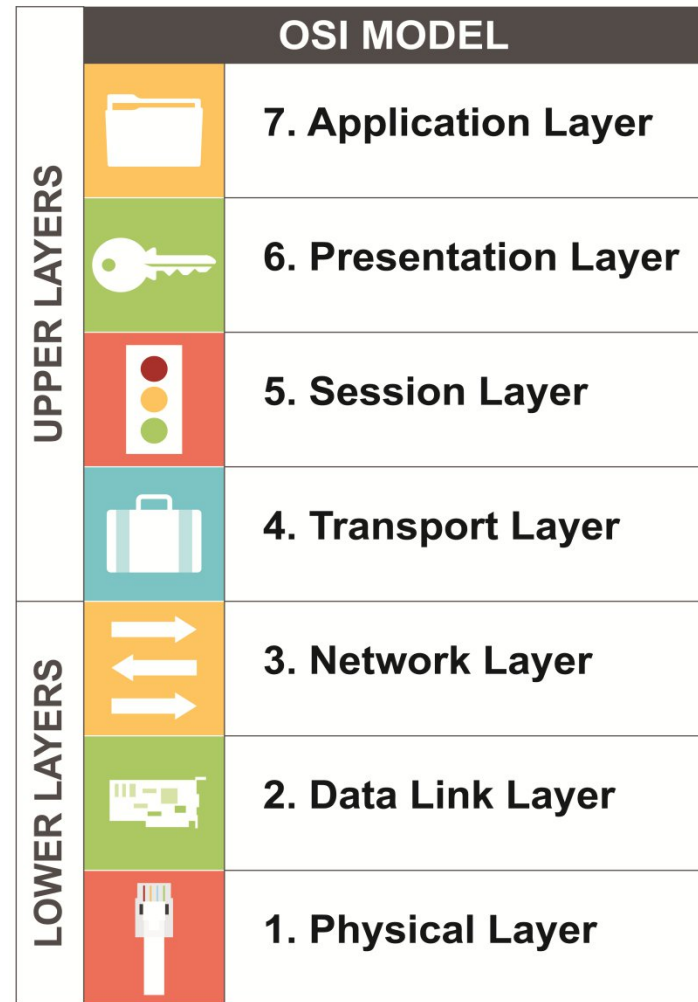 OSI MODEL
UPPER LAYERS
7. Application Layer
6. Presentation Layer
5. Session Layer
4. Transport Layer
LOWER LAYERS
3. Network Layer
2. Data Link Layer
1. Physical Layer